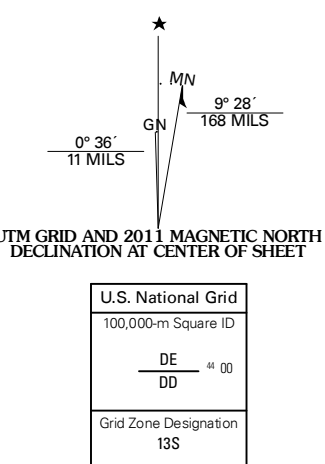 ★
MN
GN
9° 28´
168 MILS
0° 36´
11 MILS
UTM GRID AND 2011 MAGNETIC NORTH
DECLINATION AT CENTER OF SHEET
U.S. National Grid
100,000-m Square ID
DE
44 00
DD
Grid Zone Designation
13S